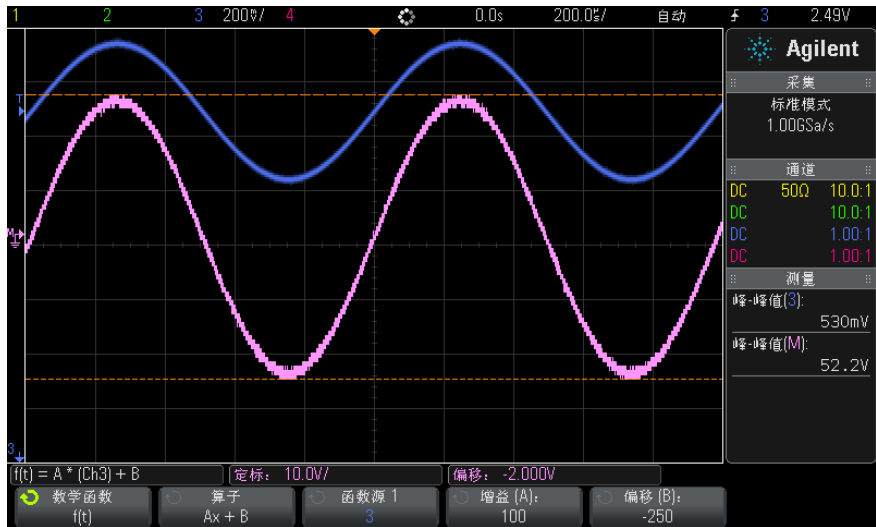 1 2 3 200♉/ 4 0.0s 200.0㎲/ 自动 3 2.49V
Agilent
采集
标准模式
1.00GSa/s
通道
DC 50Ω 10.0:1
DC 10.0:1
DC 1.00:1
DC 1.00:1
测量
峰-峰值(3):
530mV
峰-峰值(M):
52.2V
T
M
3
f(t) = A * (Ch3) + B 定标: 10.0V/ 偏移: -2.000V
数学函数 算子 函数源 1 增益 (A): 偏移 (B):
f(t) Ax + B 3 100 -250